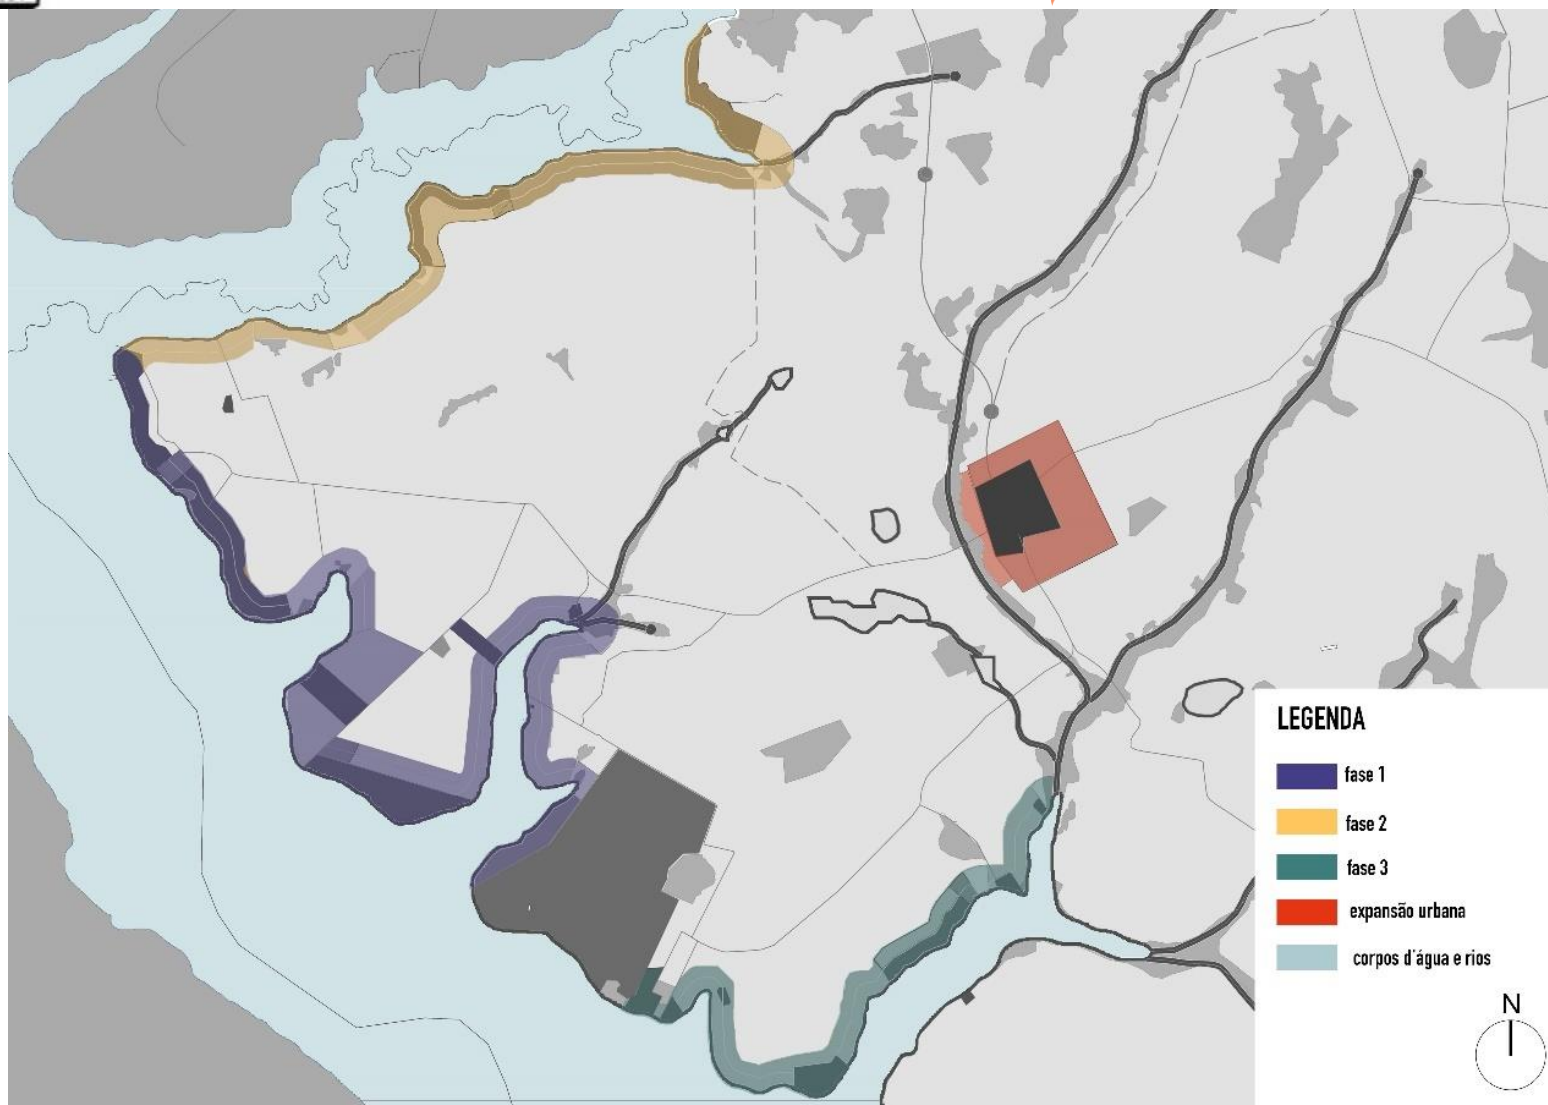 LEGENDA
fase 1
fase 2
fase 3
expansão urbana
corpos d'água e rios
N